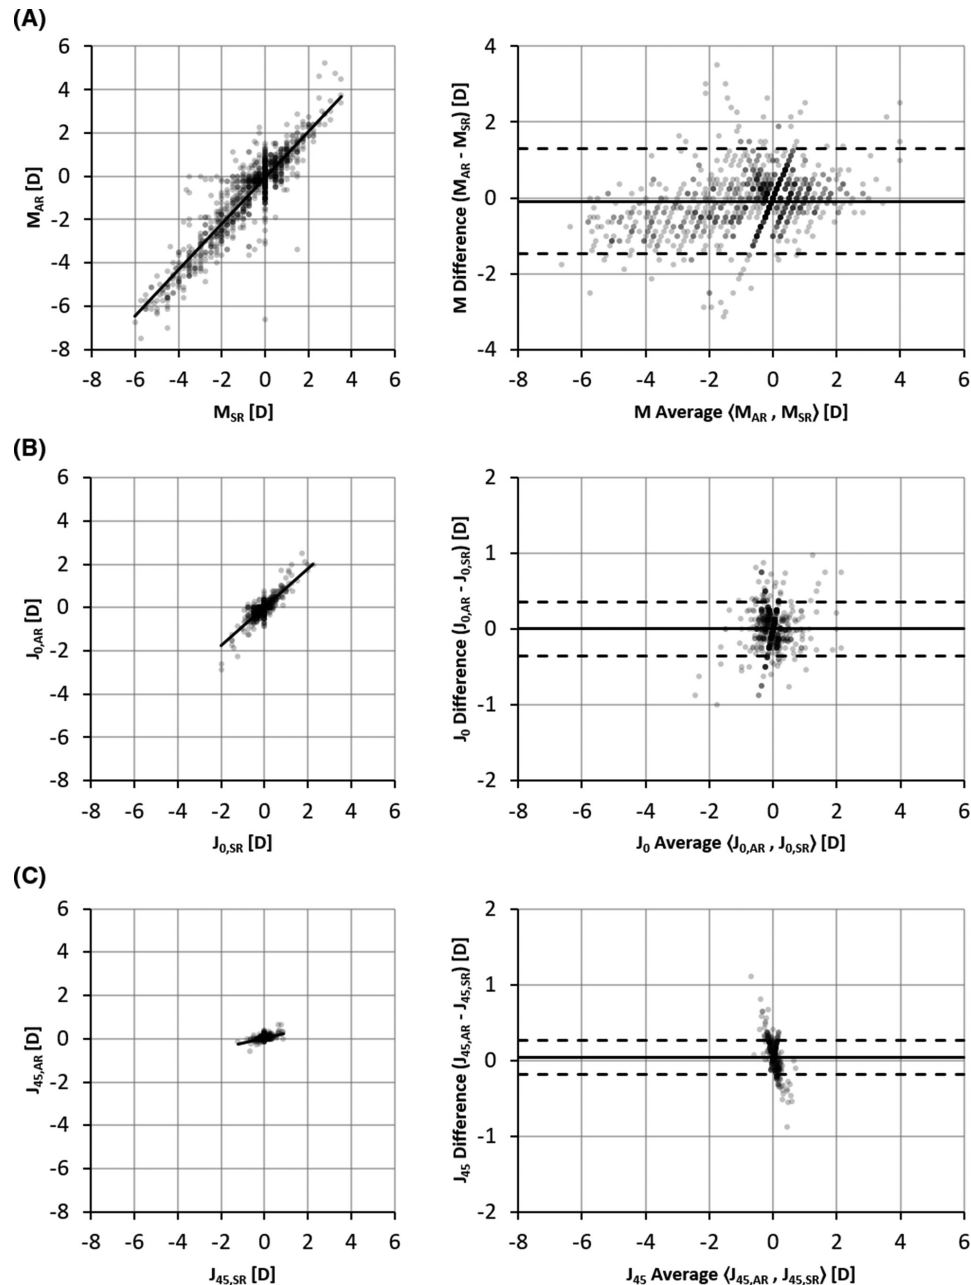 (A)
6
4
2
0
-2
-4
-6
-8
M_AR [D]
-8 -6 -4 -2 0 2 4 6
M_SR [D]
4
2
0
-2
-4
M Difference (M_AR - M_SR) [D]
-8 -6 -4 -2 0 2 4 6
M Average ⟨M_AR , M_SR⟩ [D]
(B)
6
4
2
0
-2
-4
-6
-8
J_0,AR [D]
-8 -6 -4 -2 0 2 4 6
J_0,SR [D]
2
1
0
-1
-2
J_0 Difference (J_0,AR - J_0,SR) [D]
-8 -6 -4 -2 0 2 4 6
J_0 Average ⟨J_0,AR , J_0,SR⟩ [D]
(C)
6
4
2
0
-2
-4
-6
-8
J_45,AR [D]
-8 -6 -4 -2 0 2 4 6
J_45,SR [D]
2
1
0
-1
-2
J_45 Difference (J_45,AR - J_45,SR) [D]
-8 -6 -4 -2 0 2 4 6
J_45 Average ⟨J_45,AR , J_45,SR⟩ [D]